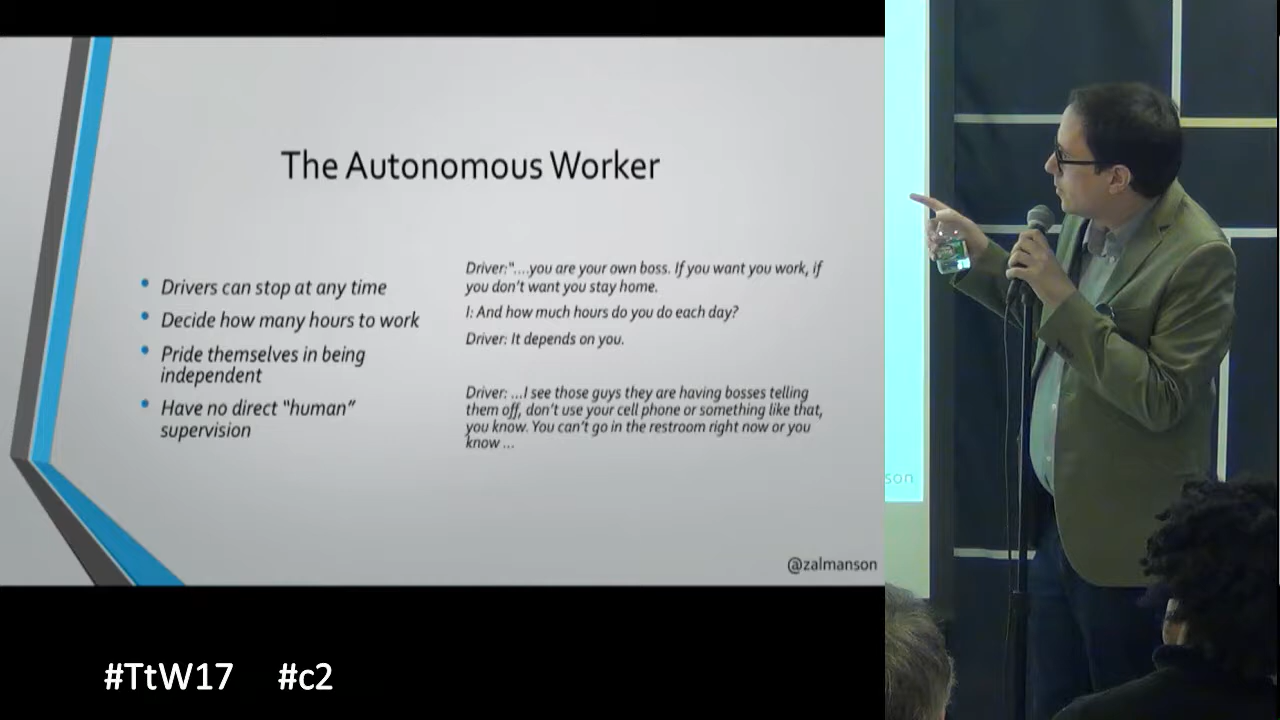 The Autonomous Worker
Drivers can stop at any time
Decide how many hours to work
Pride themselves in being
independent
Have no direct “human”
supervision
Driver:“....you are your own boss. If you want you work, if
you don’t want you stay home.
I: And how much hours do you do each day?
Driver: It depends on you.
Driver: ...I see those guys they are having bosses telling
them off, don’t use your cell phone or something like that,
you know. You can’t go in the restroom right now or you
know ...
@zalmanson
son
#TtW17 #c2